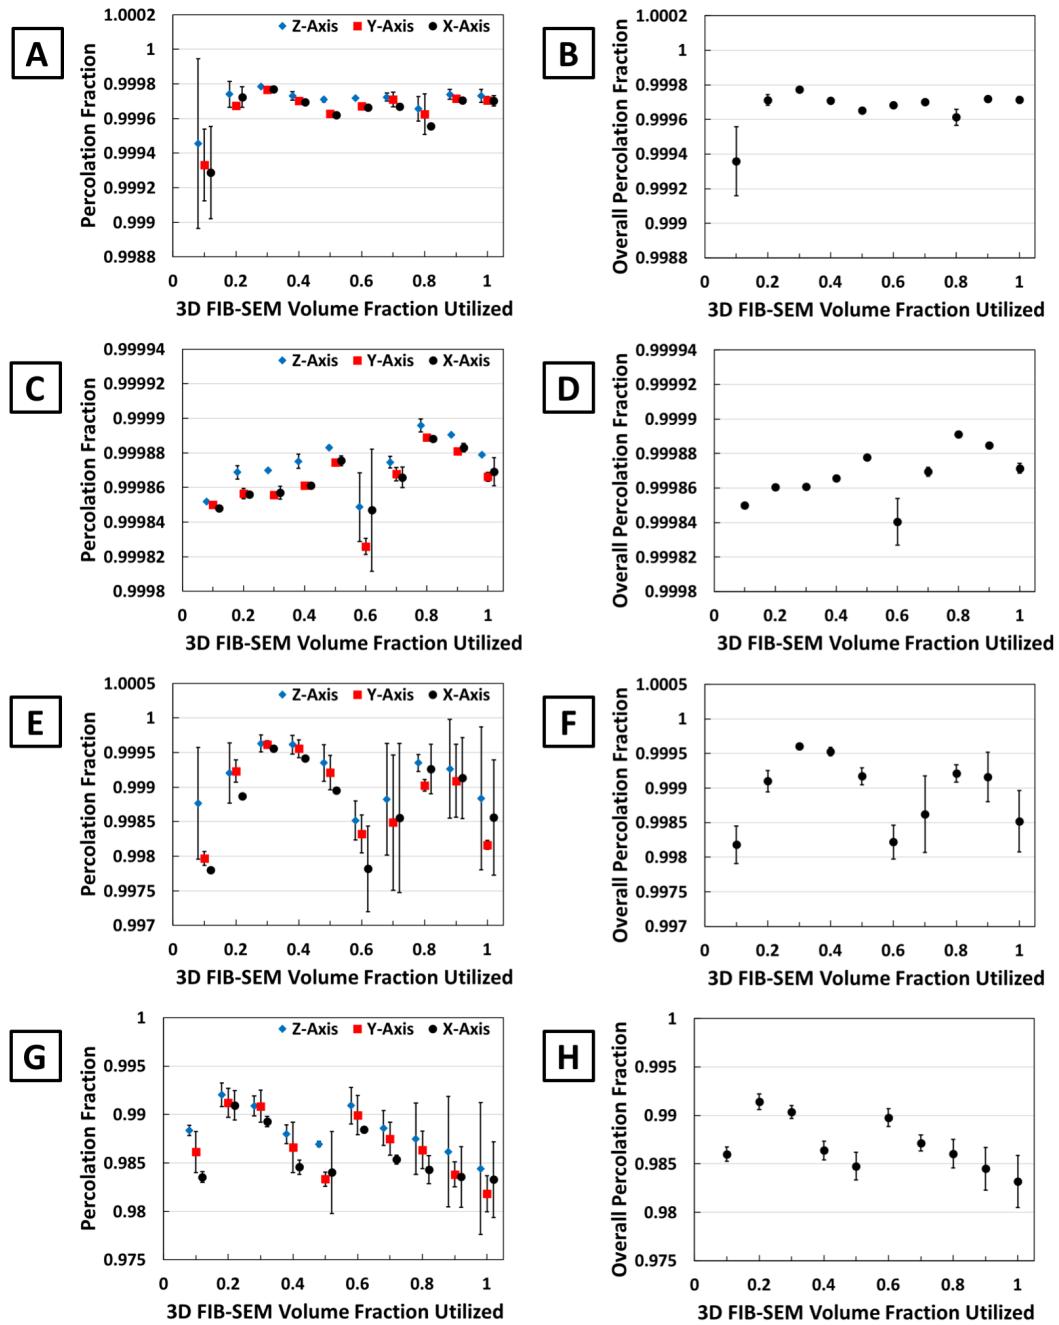 A
Percolation Fraction
1.0002
1
0.9998
0.9996
0.9994
0.9992
0.999
0.9988
Z-Axis Y-Axis X-Axis
0 0.2 0.4 0.6 0.8 1
3D FIB-SEM Volume Fraction Utilized
B
Overall Percolation Fraction
1.0002
1
0.9998
0.9996
0.9994
0.9992
0.999
0.9988
0 0.2 0.4 0.6 0.8 1
3D FIB-SEM Volume Fraction Utilized
C
Percolation Fraction
0.99994
0.99992
0.9999
0.99988
0.99986
0.99984
0.99982
0.9998
Z-Axis Y-Axis X-Axis
0 0.2 0.4 0.6 0.8 1
3D FIB-SEM Volume Fraction Utilized
D
Overall Percolation Fraction
0.99994
0.99992
0.9999
0.99988
0.99986
0.99984
0.99982
0.9998
0 0.2 0.4 0.6 0.8 1
3D FIB-SEM Volume Fraction Utilized
E
Percolation Fraction
1.0005
1
0.9995
0.999
0.9985
0.998
0.9975
0.997
Z-Axis Y-Axis X-Axis
0 0.2 0.4 0.6 0.8 1
3D FIB-SEM Volume Fraction Utilized
F
Overall Percolation Fraction
1.0005
1
0.9995
0.999
0.9985
0.998
0.9975
0.997
0 0.2 0.4 0.6 0.8 1
3D FIB-SEM Volume Fraction Utilized
G
Percolation Fraction
1
0.995
0.99
0.985
0.98
0.975
Z-Axis Y-Axis X-Axis
0 0.2 0.4 0.6 0.8 1
3D FIB-SEM Volume Fraction Utilized
H
Overall Percolation Fraction
1
0.995
0.99
0.985
0.98
0.975
0 0.2 0.4 0.6 0.8 1
3D FIB-SEM Volume Fraction Utilized